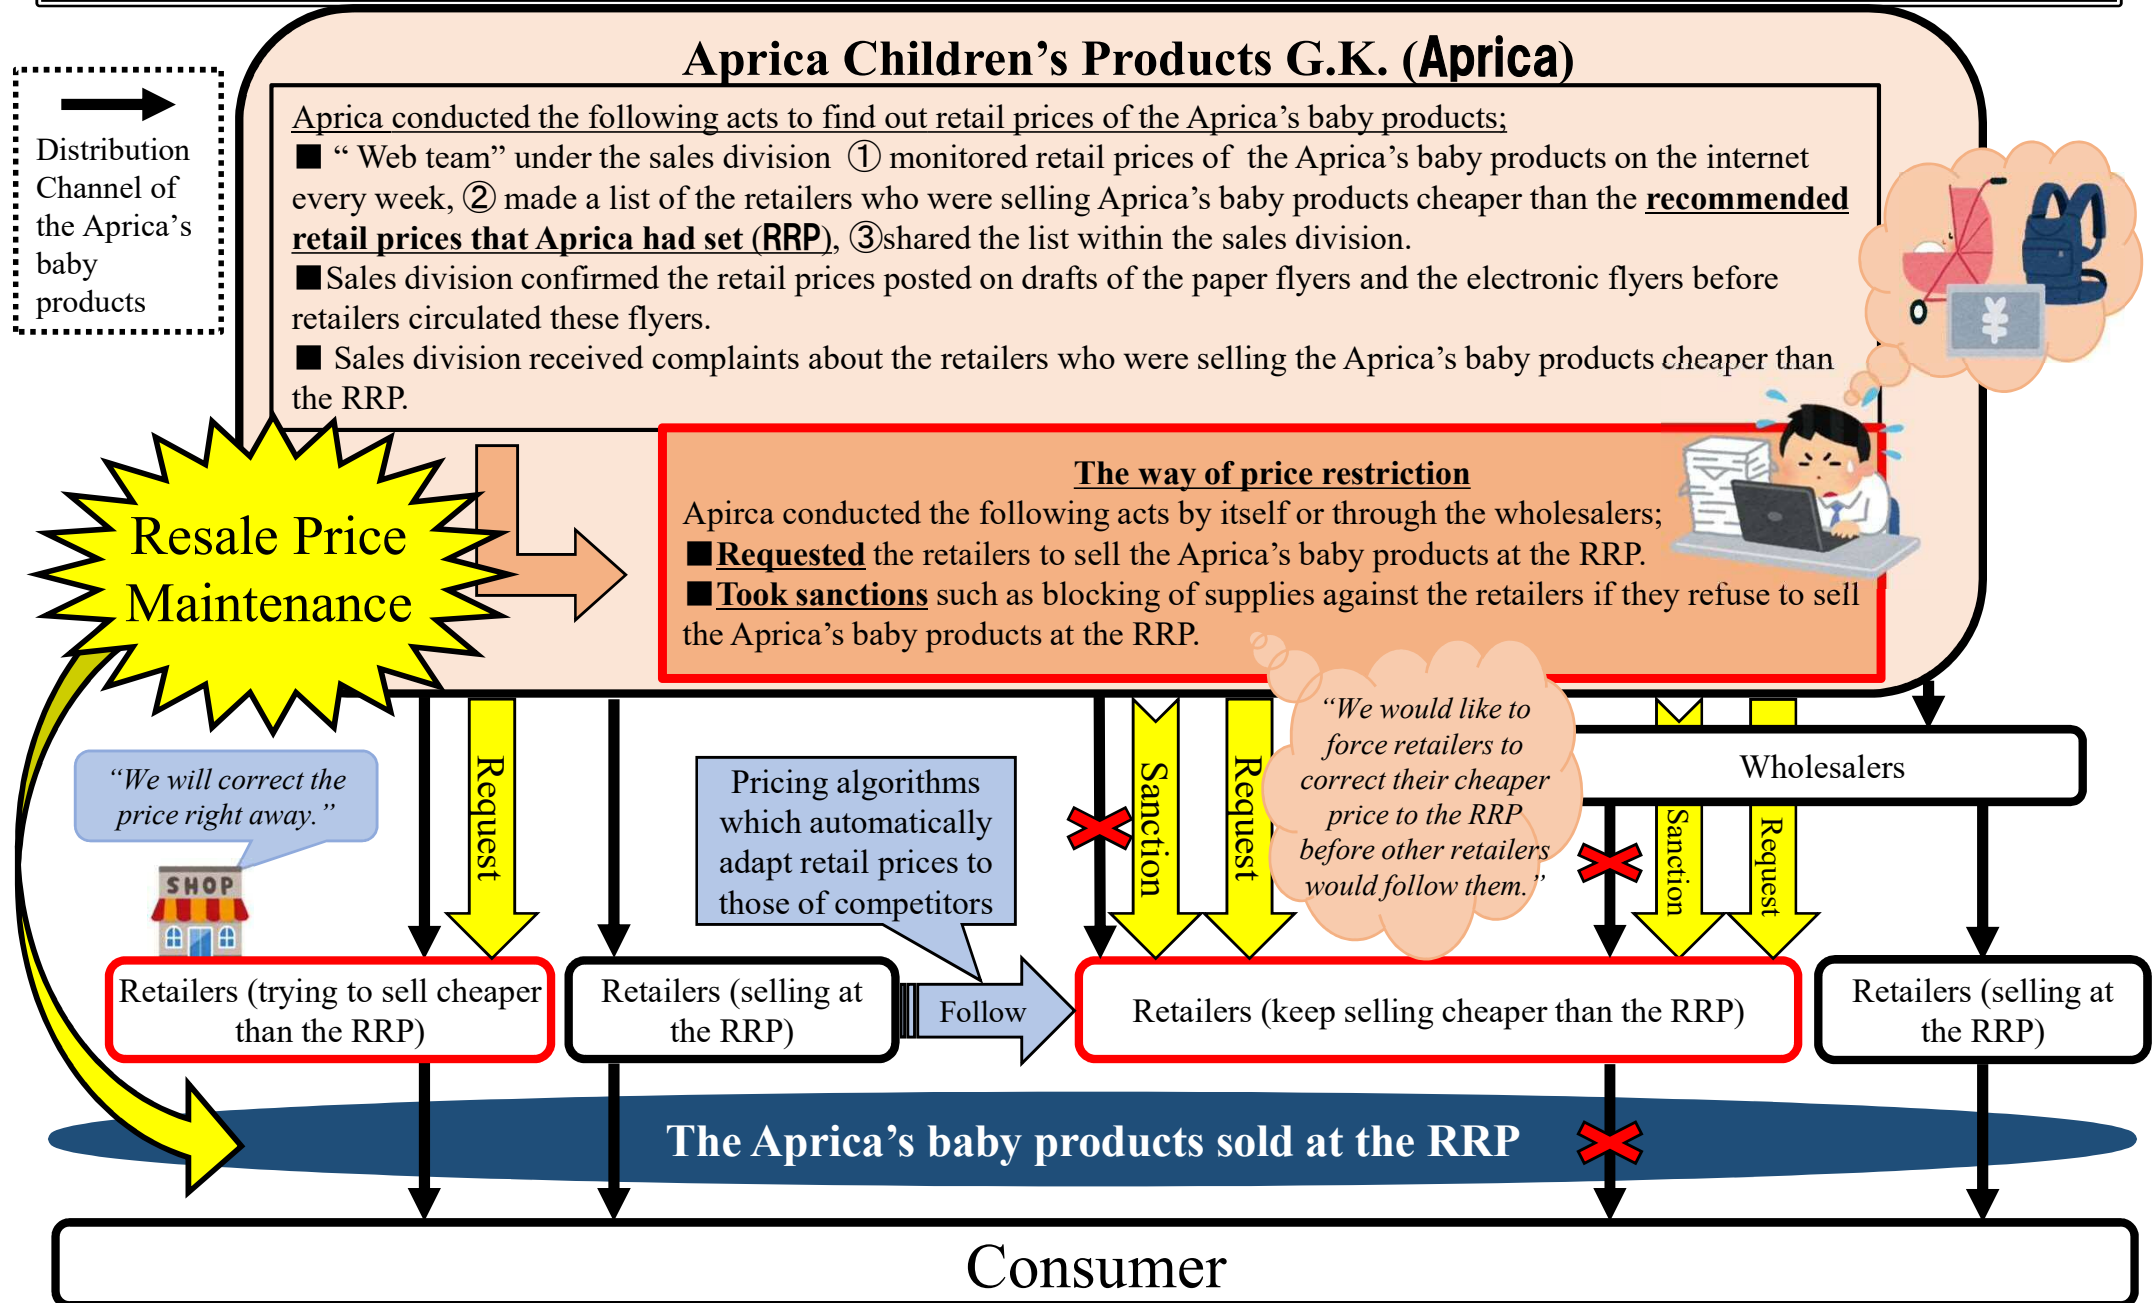 Aprica Children’s Products G.K. (Aprica)
Distribution
Channel of
the Aprica’s
baby
products
Aprica conducted the following acts to find out retail prices of the Aprica’s baby products;
■ “ Web team” under the sales division ① monitored retail prices of the Aprica’s baby products on the internet
every week, ② made a list of the retailers who were selling Aprica’s baby products cheaper than the recommended
retail prices that Aprica had set (RRP), ③shared the list within the sales division.
■Sales division confirmed the retail prices posted on drafts of the paper flyers and the electronic flyers before
retailers circulated these flyers.
■ Sales division received complaints about the retailers who were selling the Aprica’s baby products cheaper than
the RRP.
¥
Resale Price
Maintenance
The way of price restriction
Apirca conducted the following acts by itself or through the wholesalers;
■Requested the retailers to sell the Aprica’s baby products at the RRP.
■Took sanctions such as blocking of supplies against the retailers if they refuse to sell
the Aprica’s baby products at the RRP.
“We will correct the
price right away.”
SHOP
Request
Pricing algorithms
which automatically
adapt retail prices to
those of competitors
Sanction
Request
“We would like to
force retailers to
correct their cheaper
price to the RRP
before other retailers
would follow them.”
Wholesalers
Sanction
Request
Retailers (trying to sell cheaper
than the RRP)
Retailers (selling at
the RRP)
Follow
Retailers (keep selling cheaper than the RRP)
Retailers (selling at
the RRP)
The Aprica’s baby products sold at the RRP
Consumer